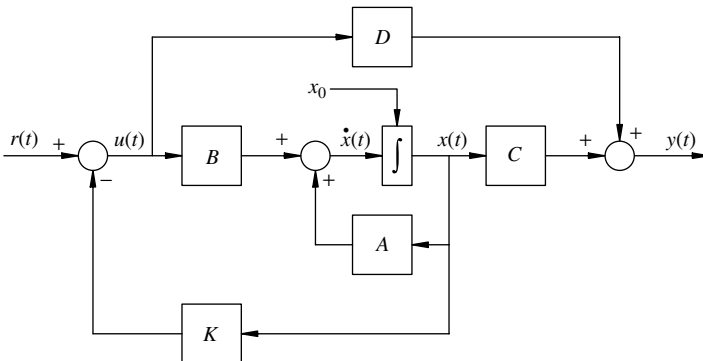 D
x₀
r(t) + u(t) B + ẋ(t) ∫ x(t) C + + y(t)
− +
A
K